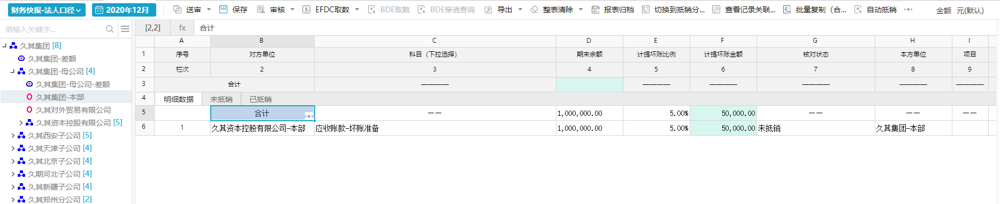 财务快报-法人口径 2020年12月 送审 保存 审核 EFDC取数 BDE取数 BDE穿透查询 导出 整表清除 报表归档 切换到抵销分... 查看记录关联... 批量复制（合... 自动抵销 ... 金额 元(默认)
请输入关键字...
久其集团 [8]
久其集团-差额
久其集团-母公司 [4]
久其集团-母公司-差额
久其集团-本部
久其对外贸易有限公司
久其资本控股有限公司 [5]
久其西安子公司 [5]
久其天津子公司 [4]
久其北京子公司 [4]
久期河北子公司 [4]
久其新疆子公司 [4]
久其郑州分公司 [2]
[2,2] fx 合计
A B C D E F G H I
1 序号 对方单位 科目（下拉选择） 期末余额 计提坏账比例 计提坏账金额 核对状态 本方单位 项目
2 栏次 2 3 4 5 6 7 8 9
3 合计 ———— ———— ———— ———— ———— ————
4 明细数据 未抵销 已抵销
5 合计 —— 1,000,000.00 5.00% 50,000.00 —— —— ——
6 1 久其资本控股有限公司-本部 应收账款-坏账准备 1,000,000.00 5.00% 50,000.00 未抵销 久其集团-本部